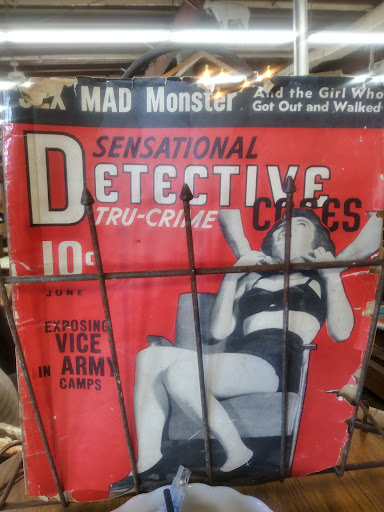 SEX MAD Monster
And the Girl Who
Got Out and Walked
SENSATIONAL
DETECTIVE
TRU-CRIME CASES
10¢
JUNE
EXPOSING
VICE
IN ARMY
CAMPS